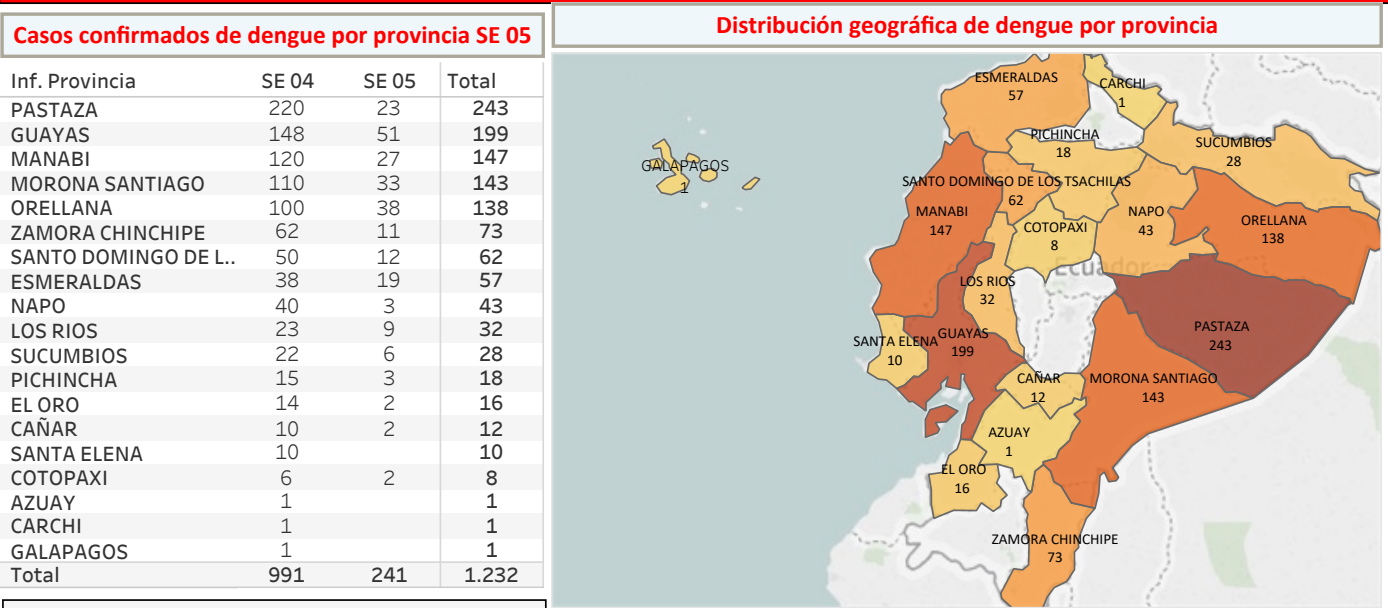 Casos confirmados de dengue por provincia SE 05
Inf. Provincia SE 04 SE 05 Total
PASTAZA 220 23 243
GUAYAS 148 51 199
MANABI 120 27 147
MORONA SANTIAGO 110 33 143
ORELLANA 100 38 138
ZAMORA CHINCHIPE 62 11 73
SANTO DOMINGO DE L.. 50 12 62
ESMERALDAS 38 19 57
NAPO 40 3 43
LOS RIOS 23 9 32
SUCUMBIOS 22 6 28
PICHINCHA 15 3 18
EL ORO 14 2 16
CAÑAR 10 2 12
SANTA ELENA 10 10
COTOPAXI 6 2 8
AZUAY 1 1
CARCHI 1 1
GALAPAGOS 1 1
Total 991 241 1.232
Distribución geográfica de dengue por provincia
ESMERALDAS
57
CARCHI
1
PICHINCHA
18
SUCUMBIOS
28
GALAPAGOS
1
SANTO DOMINGO DE LOS TSACHILAS
62
MANABI
147
NAPO
43
ORELLANA
138
COTOPAXI
8
Ecuador
LOS RIOS
32
PASTAZA
243
SANTA ELENA
10
GUAYAS
199
CAÑAR
12
MORONA SANTIAGO
143
AZUAY
1
EL ORO
16
ZAMORA CHINCHIPE
73